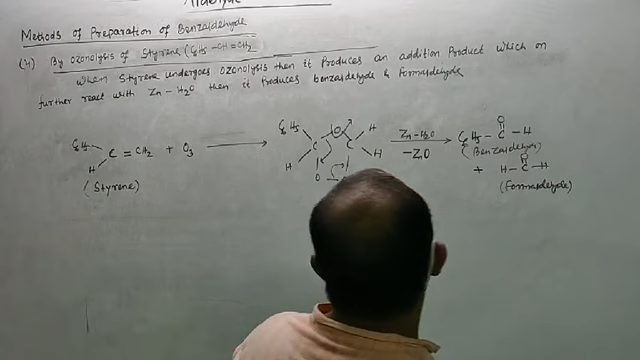 Methods of Preparation of Benzaldehyde
(4) By ozonolysis of Styrene (C6H5 -CH=CH2
When Styrene undergoes ozonolysis then it Produces an addition Product which on
further react with Zn-H2O then it produces benzaldehyde & Formaldehyde
C6H5
C = CH2 + O3
H
(Styrene)
C6H5
H
C
O
C
H
H
O
Zn-H2O
-ZnO
O
C6H5 - C - H
(Benzaldehyde)
+
O
H - C - H
(Formaldehyde)